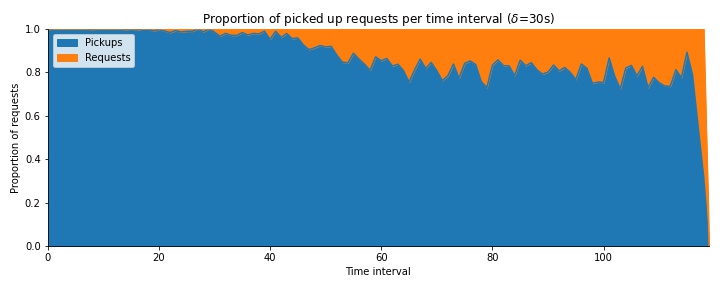 Proportion of picked up requests per time interval (δ=30s)
Pickups
Requests
Proportion of requests
1.0
0.8
0.6
0.4
0.2
0.0
0 20 40 60 80 100
Time interval